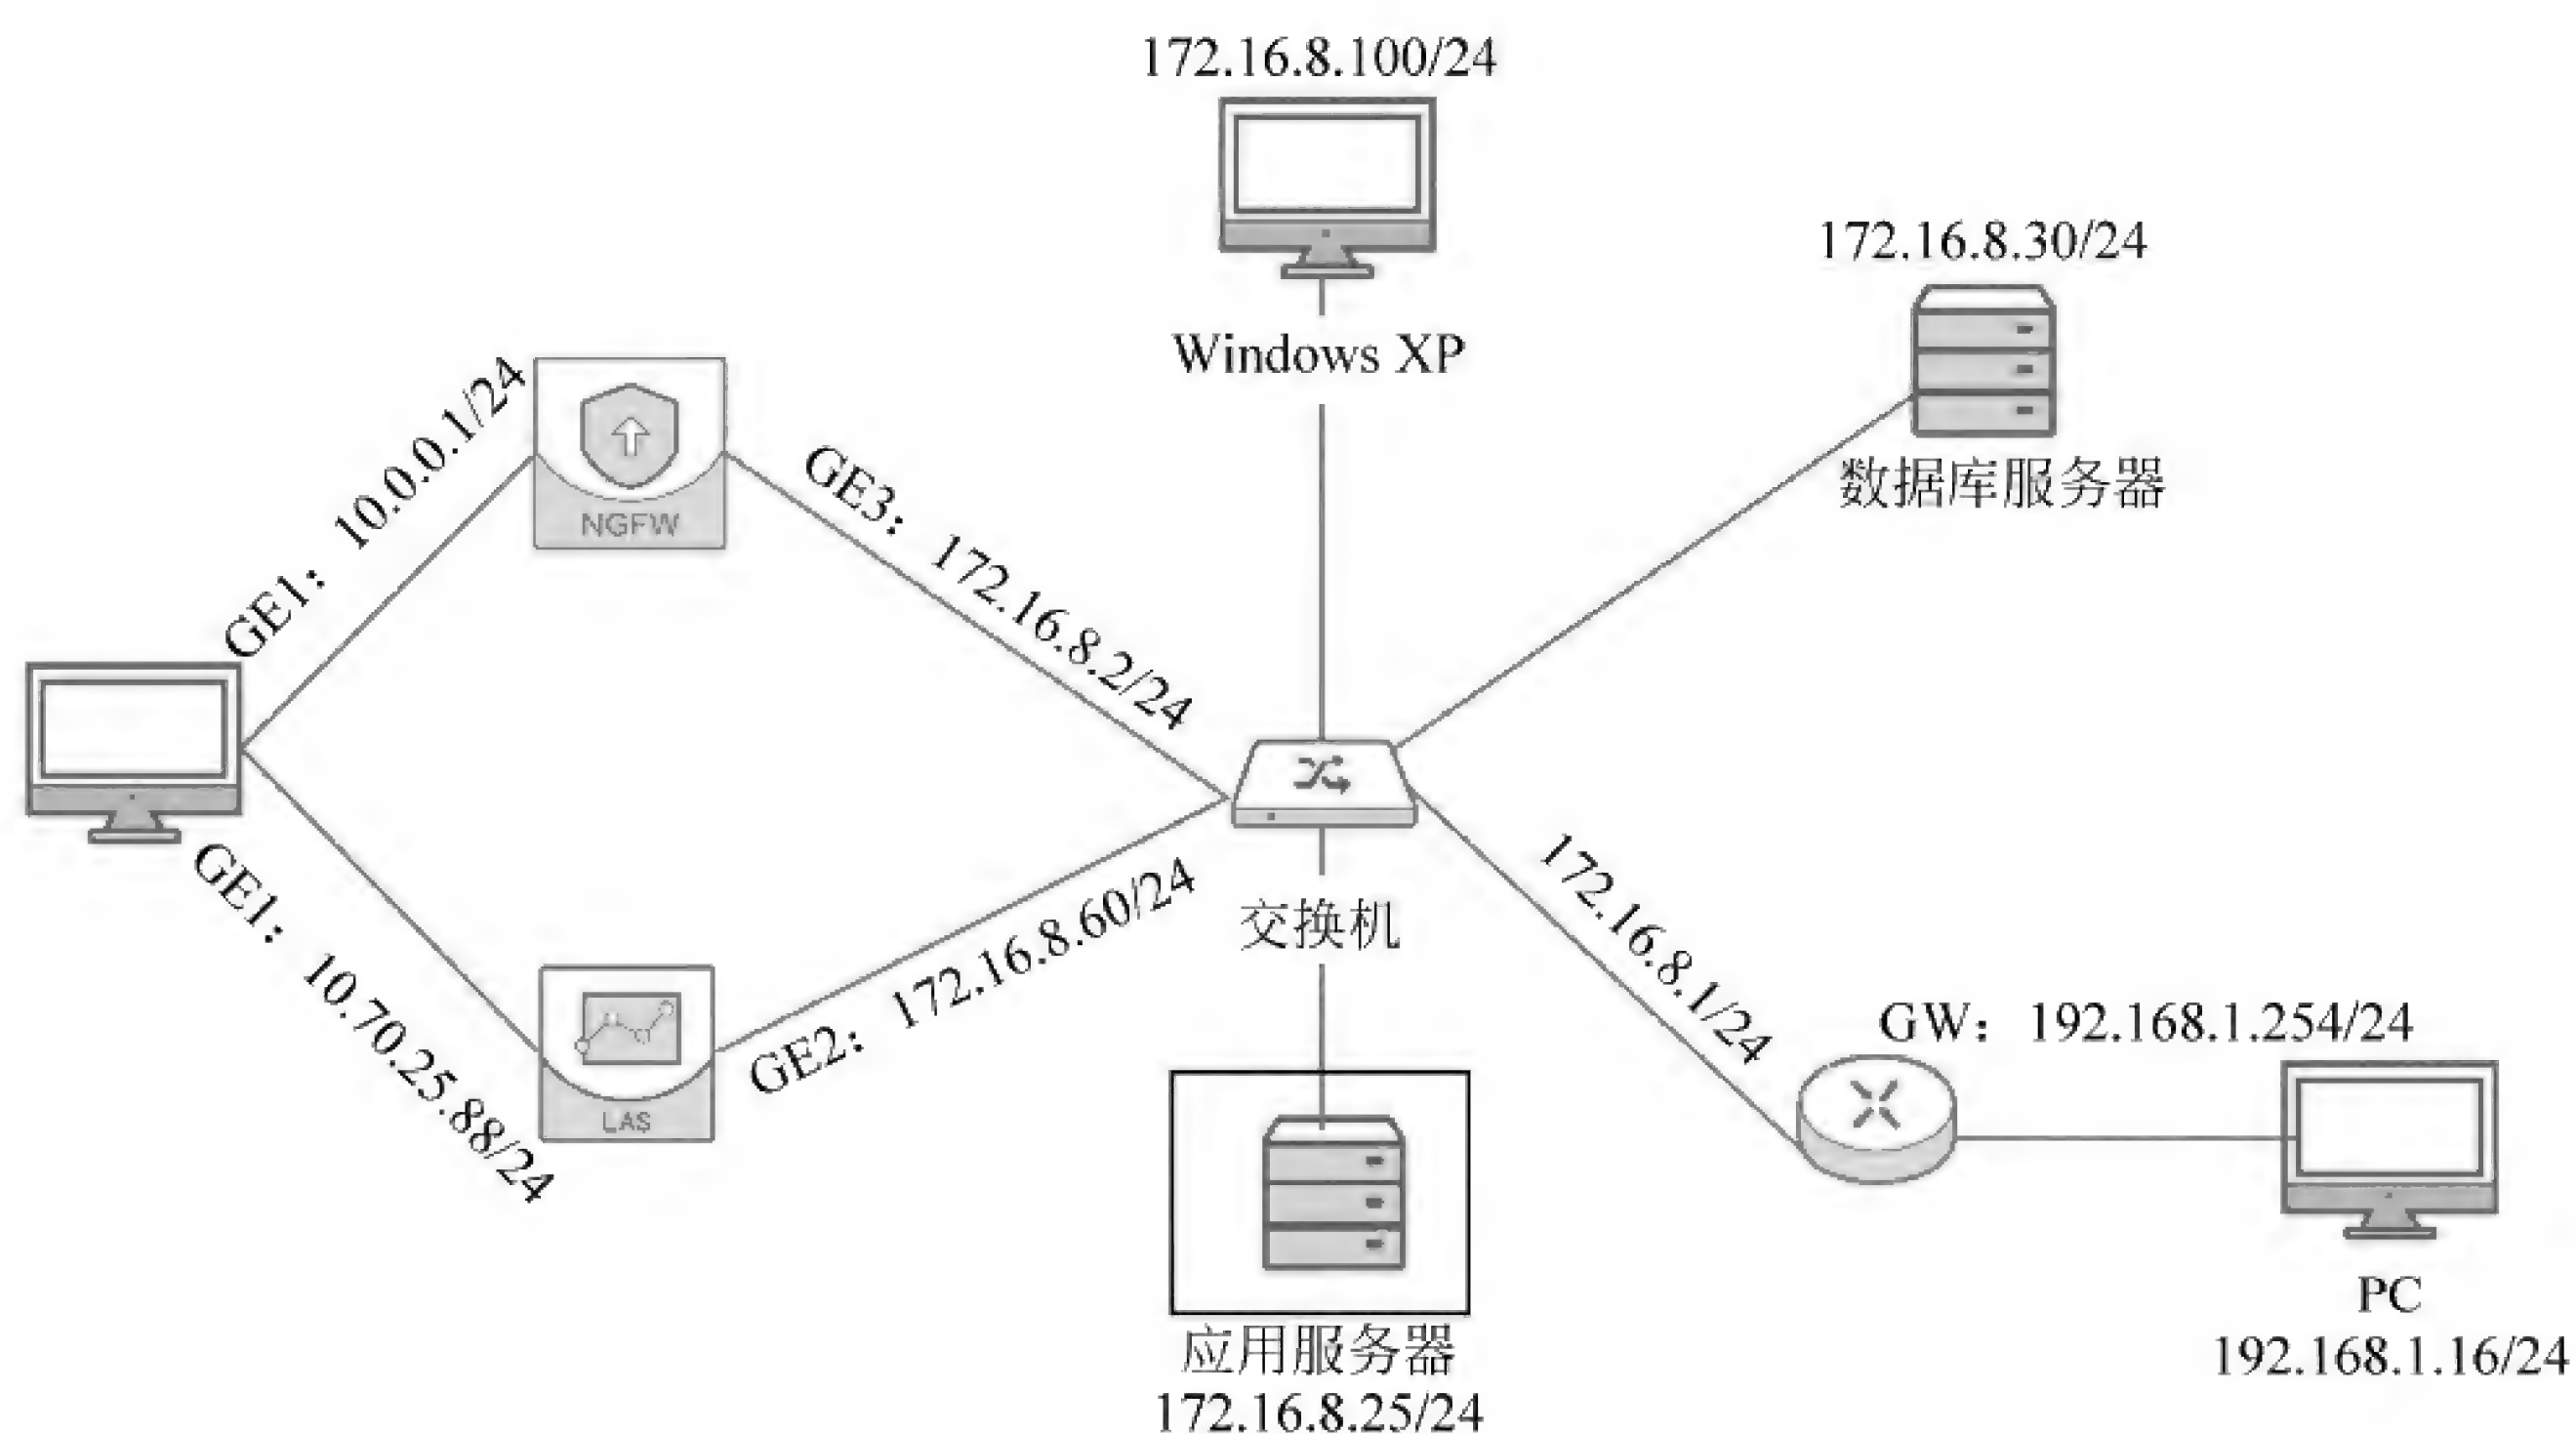 172.16.8.100/24
Windows XP
172.16.8.30/24
数据库服务器
GE1：10.0.0.1/24
NGFW
GE3：172.16.8.2/24
GE1：10.70.25.88/24
LAS
GE2：172.16.8.60/24
交换机
172.16.8.1/24
GW：192.168.1.254/24
PC
192.168.1.16/24
应用服务器
172.16.8.25/24